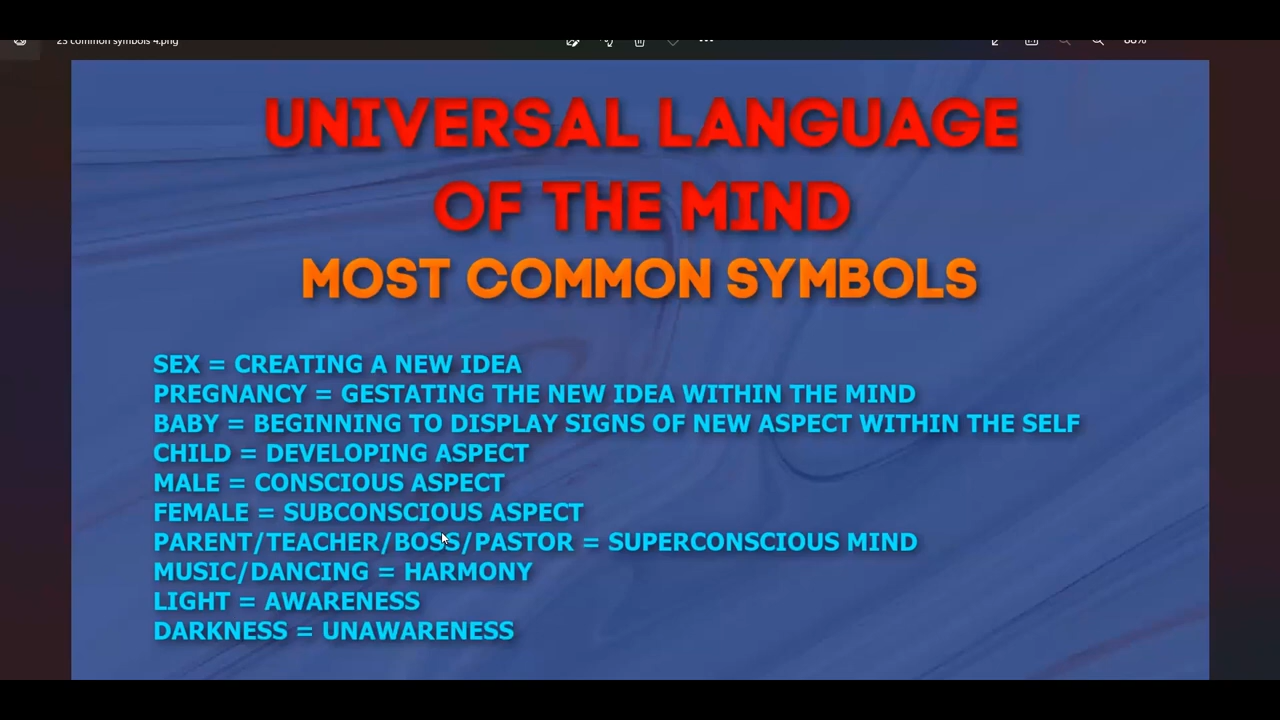 23 common symbols 4.png
UNIVERSAL LANGUAGE
OF THE MIND
MOST COMMON SYMBOLS
SEX = CREATING A NEW IDEA
PREGNANCY = GESTATING THE NEW IDEA WITHIN THE MIND
BABY = BEGINNING TO DISPLAY SIGNS OF NEW ASPECT WITHIN THE SELF
CHILD = DEVELOPING ASPECT
MALE = CONSCIOUS ASPECT
FEMALE = SUBCONSCIOUS ASPECT
PARENT/TEACHER/BOSS/PASTOR = SUPERCONSCIOUS MIND
MUSIC/DANCING = HARMONY
LIGHT = AWARENESS
DARKNESS = UNAWARENESS